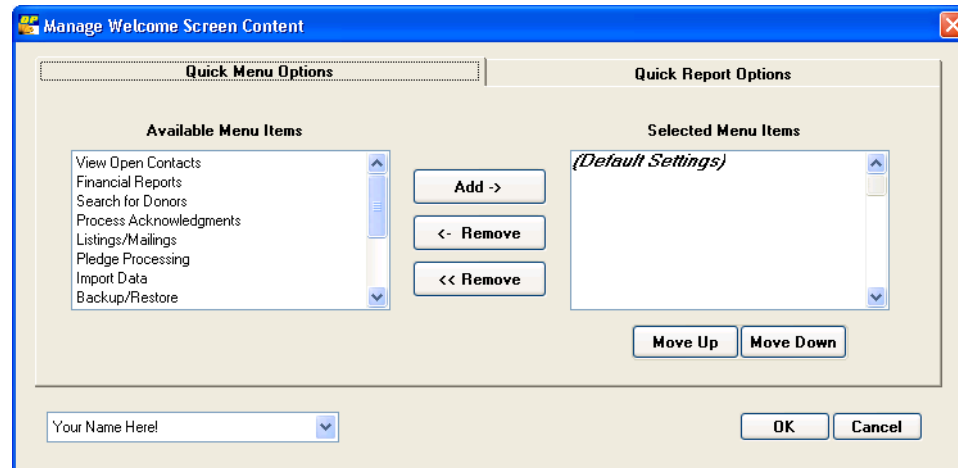 Manage Welcome Screen Content
Quick Menu Options
Quick Report Options
Available Menu Items
Selected Menu Items
View Open Contacts
Financial Reports
Search for Donors
Process Acknowledgments
Listings/Mailings
Pledge Processing
Import Data
Backup/Restore
Add ->
<- Remove
<< Remove
(Default Settings)
Move Up
Move Down
Your Name Here!
OK
Cancel